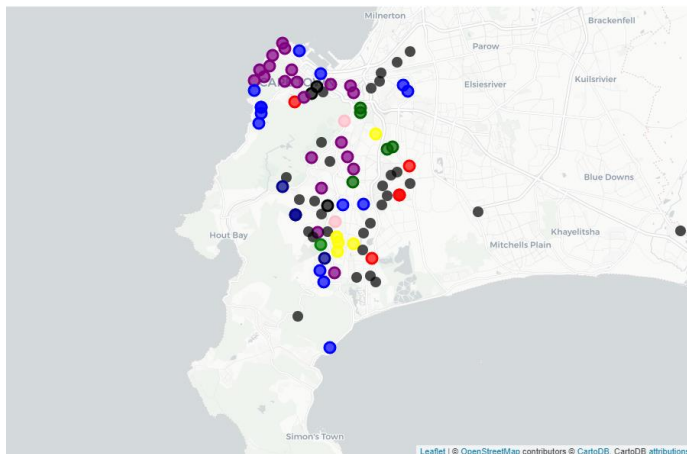 Milnerton
Brackenfell
Parow
Elsiesriver
Kuilsrivier
Blue Downs
Hout Bay
Khayelitsha
Mitchells Plain
Simon's Town
Leaflet | © OpenStreetMap contributors © CartoDB, CartoDB attributions